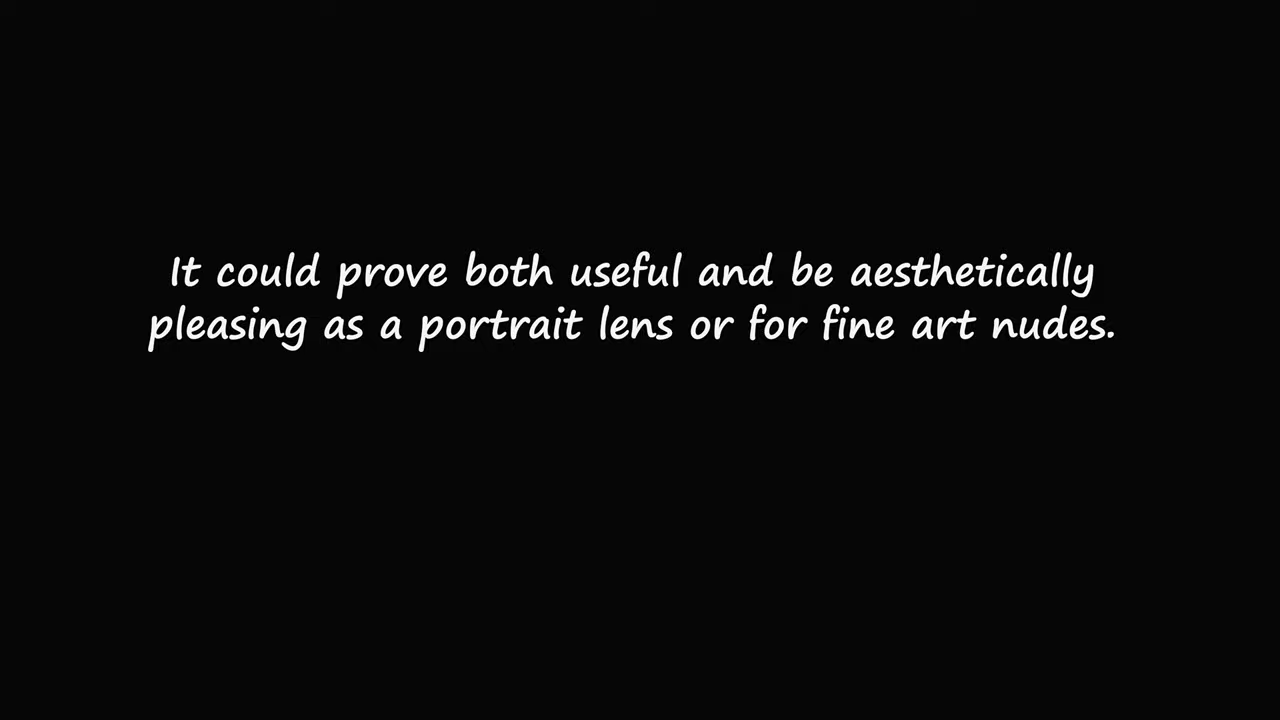 It could prove both useful and be aesthetically
pleasing as a portrait lens or for fine art nudes.